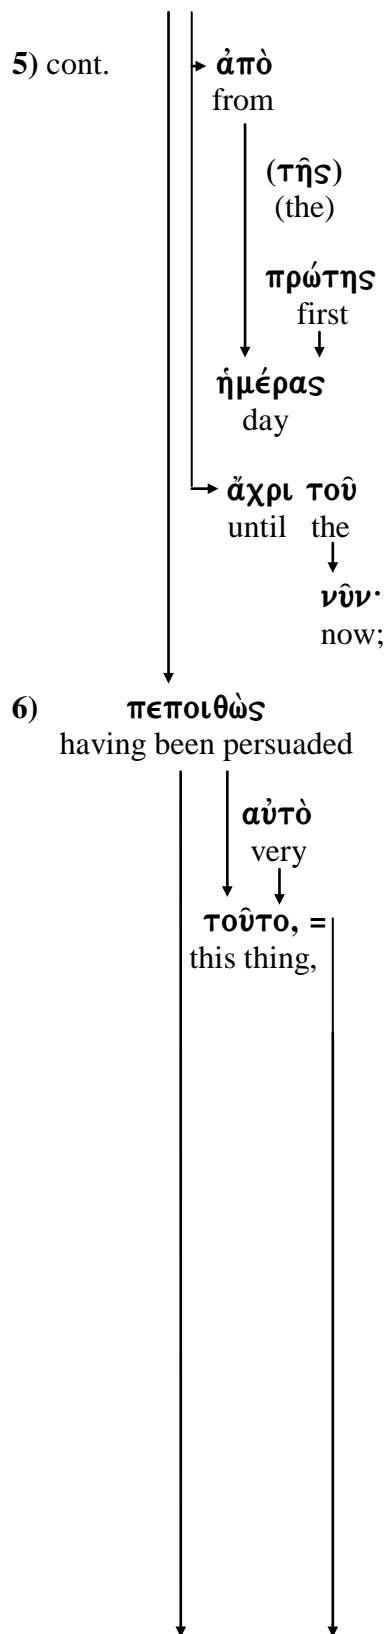 5) cont. ἀπὸ
from
(τῆς)
(the)
πρώτης
first
ἡμέρας
day
ἄχρι τοῦ
until the
νῦν·
now;
6) πεποιθὼς
having been persuaded
αὐτὸ
very
τοῦτο, =
this thing,